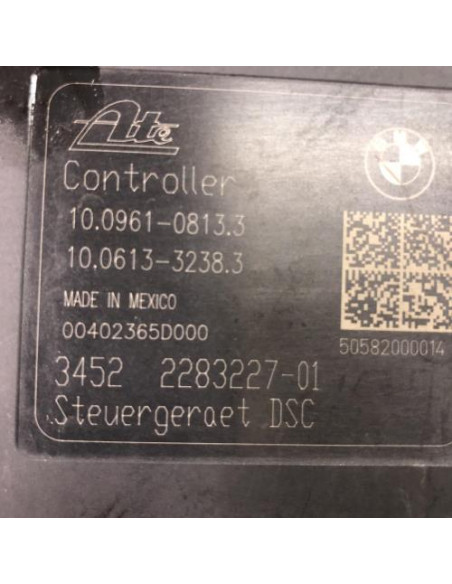 Ate
Controller
10.0961-0813.3
10.0613-3238.3
MADE IN MEXICO
00402365D000
50582000014
3452 2283227-01
Steuergeraet DSC